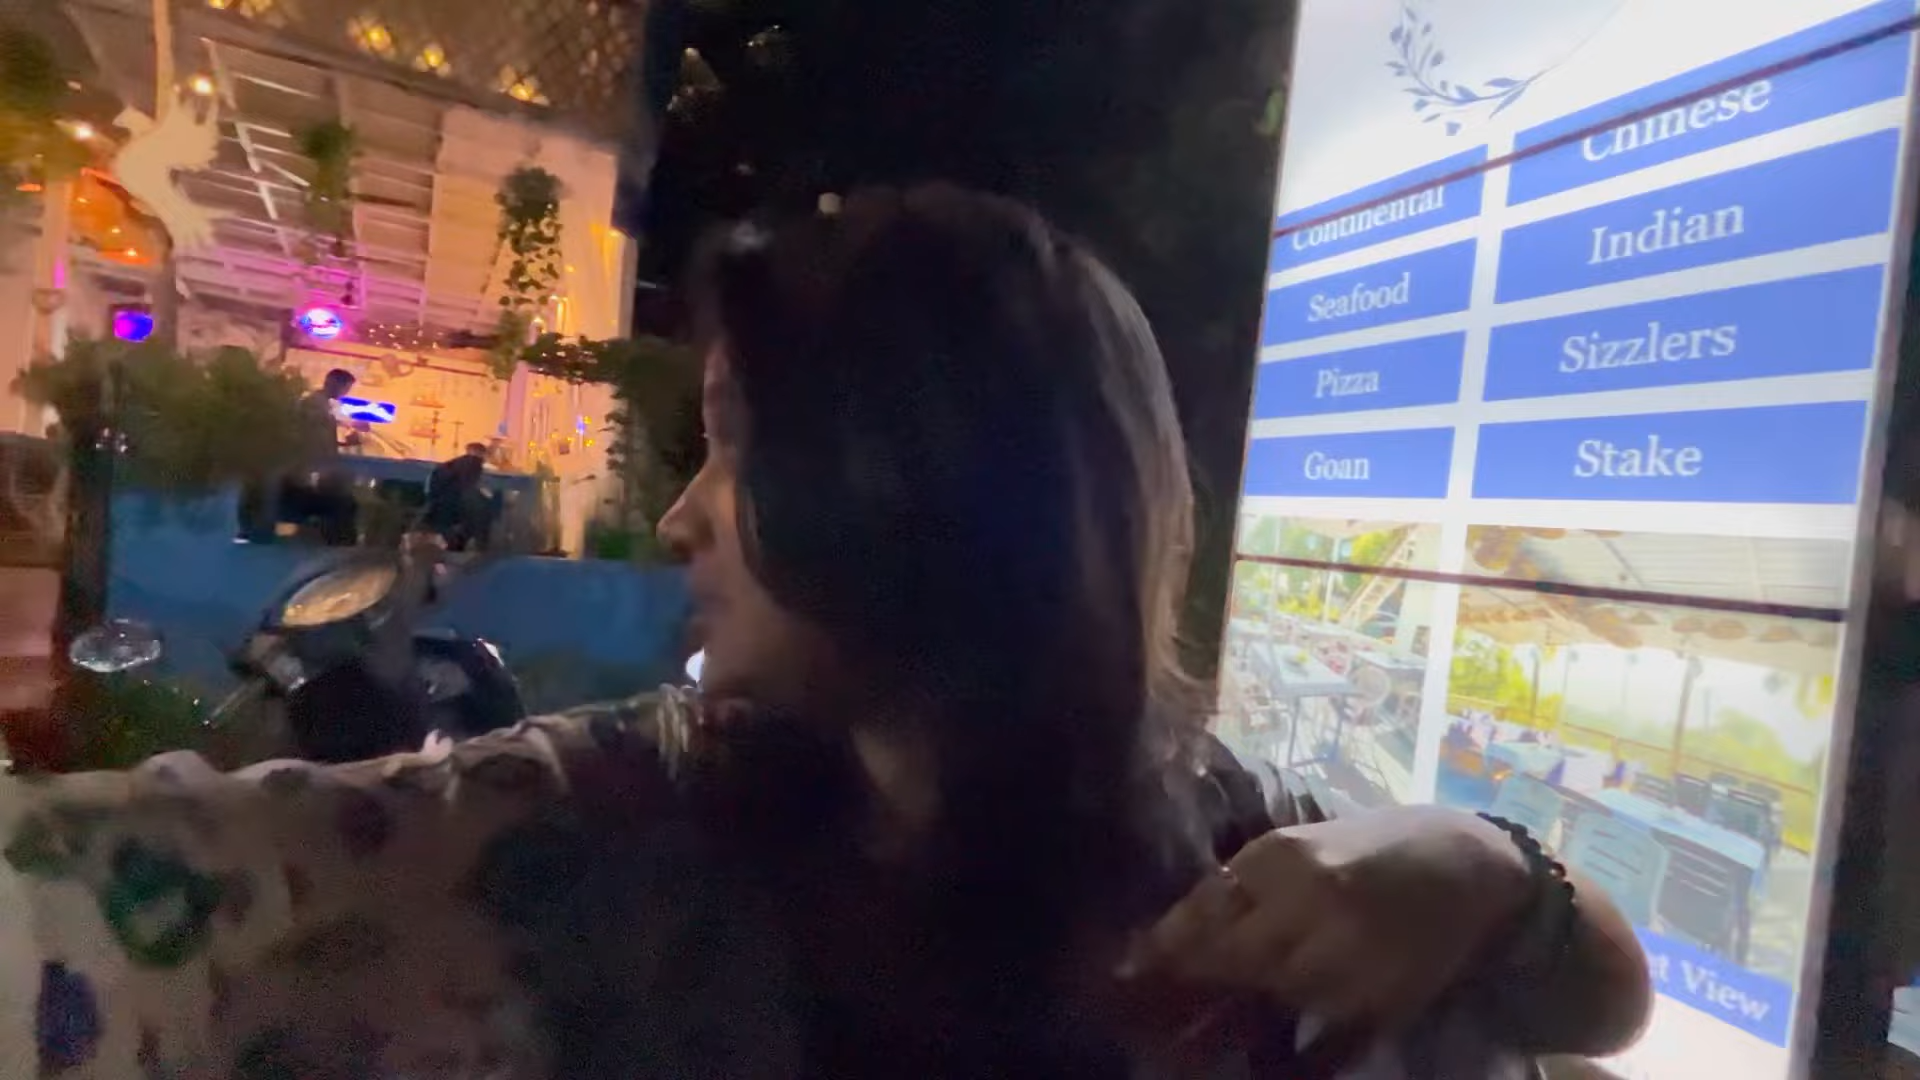 Continental
Chinese
Seafood
Indian
Pizza
Sizzlers
Goan
Stake
View